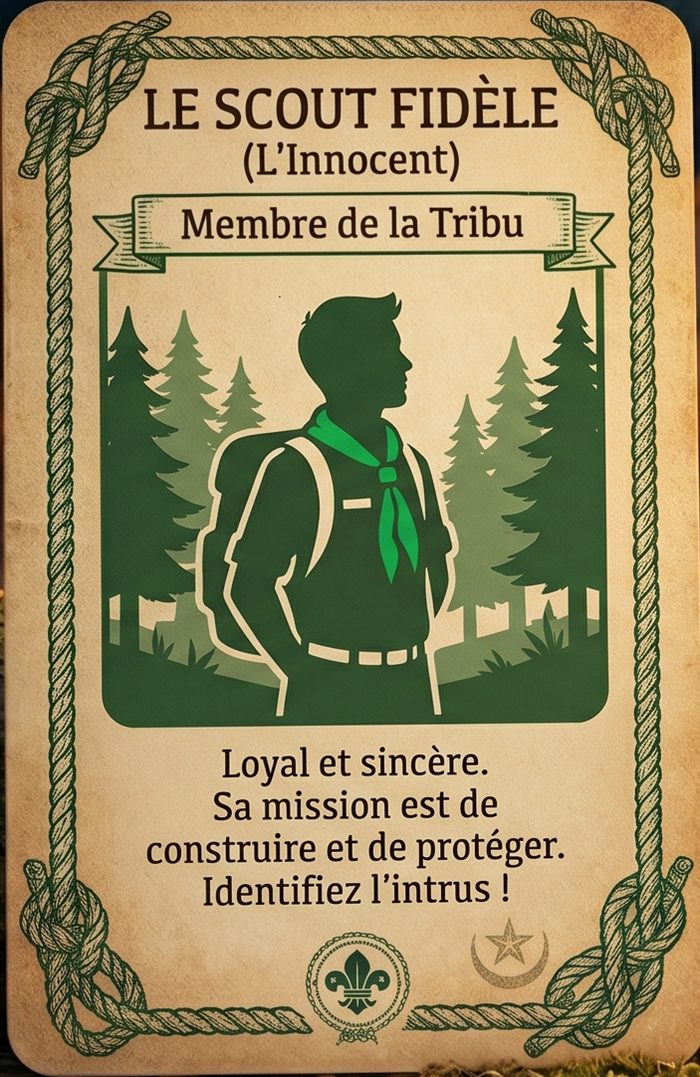 LE SCOUT FIDÈLE
(L'Innocent)
Membre de la Tribu
Loyal et sincère.
Sa mission est de
construire et de protéger.
Identifiez l'intrus !